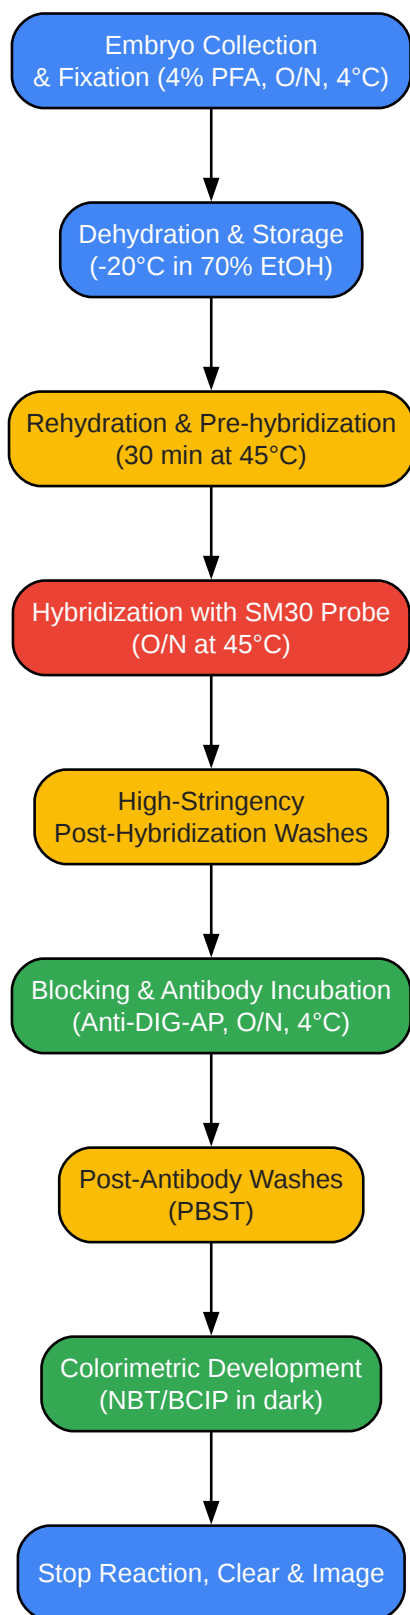 Embryo Collection
& Fixation (4% PFA, O/N, 4°C)
Dehydration & Storage
(-20°C in 70% EtOH)
Rehydration & Pre-hybridization
(30 min at 45°C)
Hybridization with SM30 Probe
(O/N at 45°C)
High-Stringency
Post-Hybridization Washes
Blocking & Antibody Incubation
(Anti-DIG-AP, O/N, 4°C)
Post-Antibody Washes
(PBST)
Colorimetric Development
(NBT/BCIP in dark)
Stop Reaction, Clear & Image